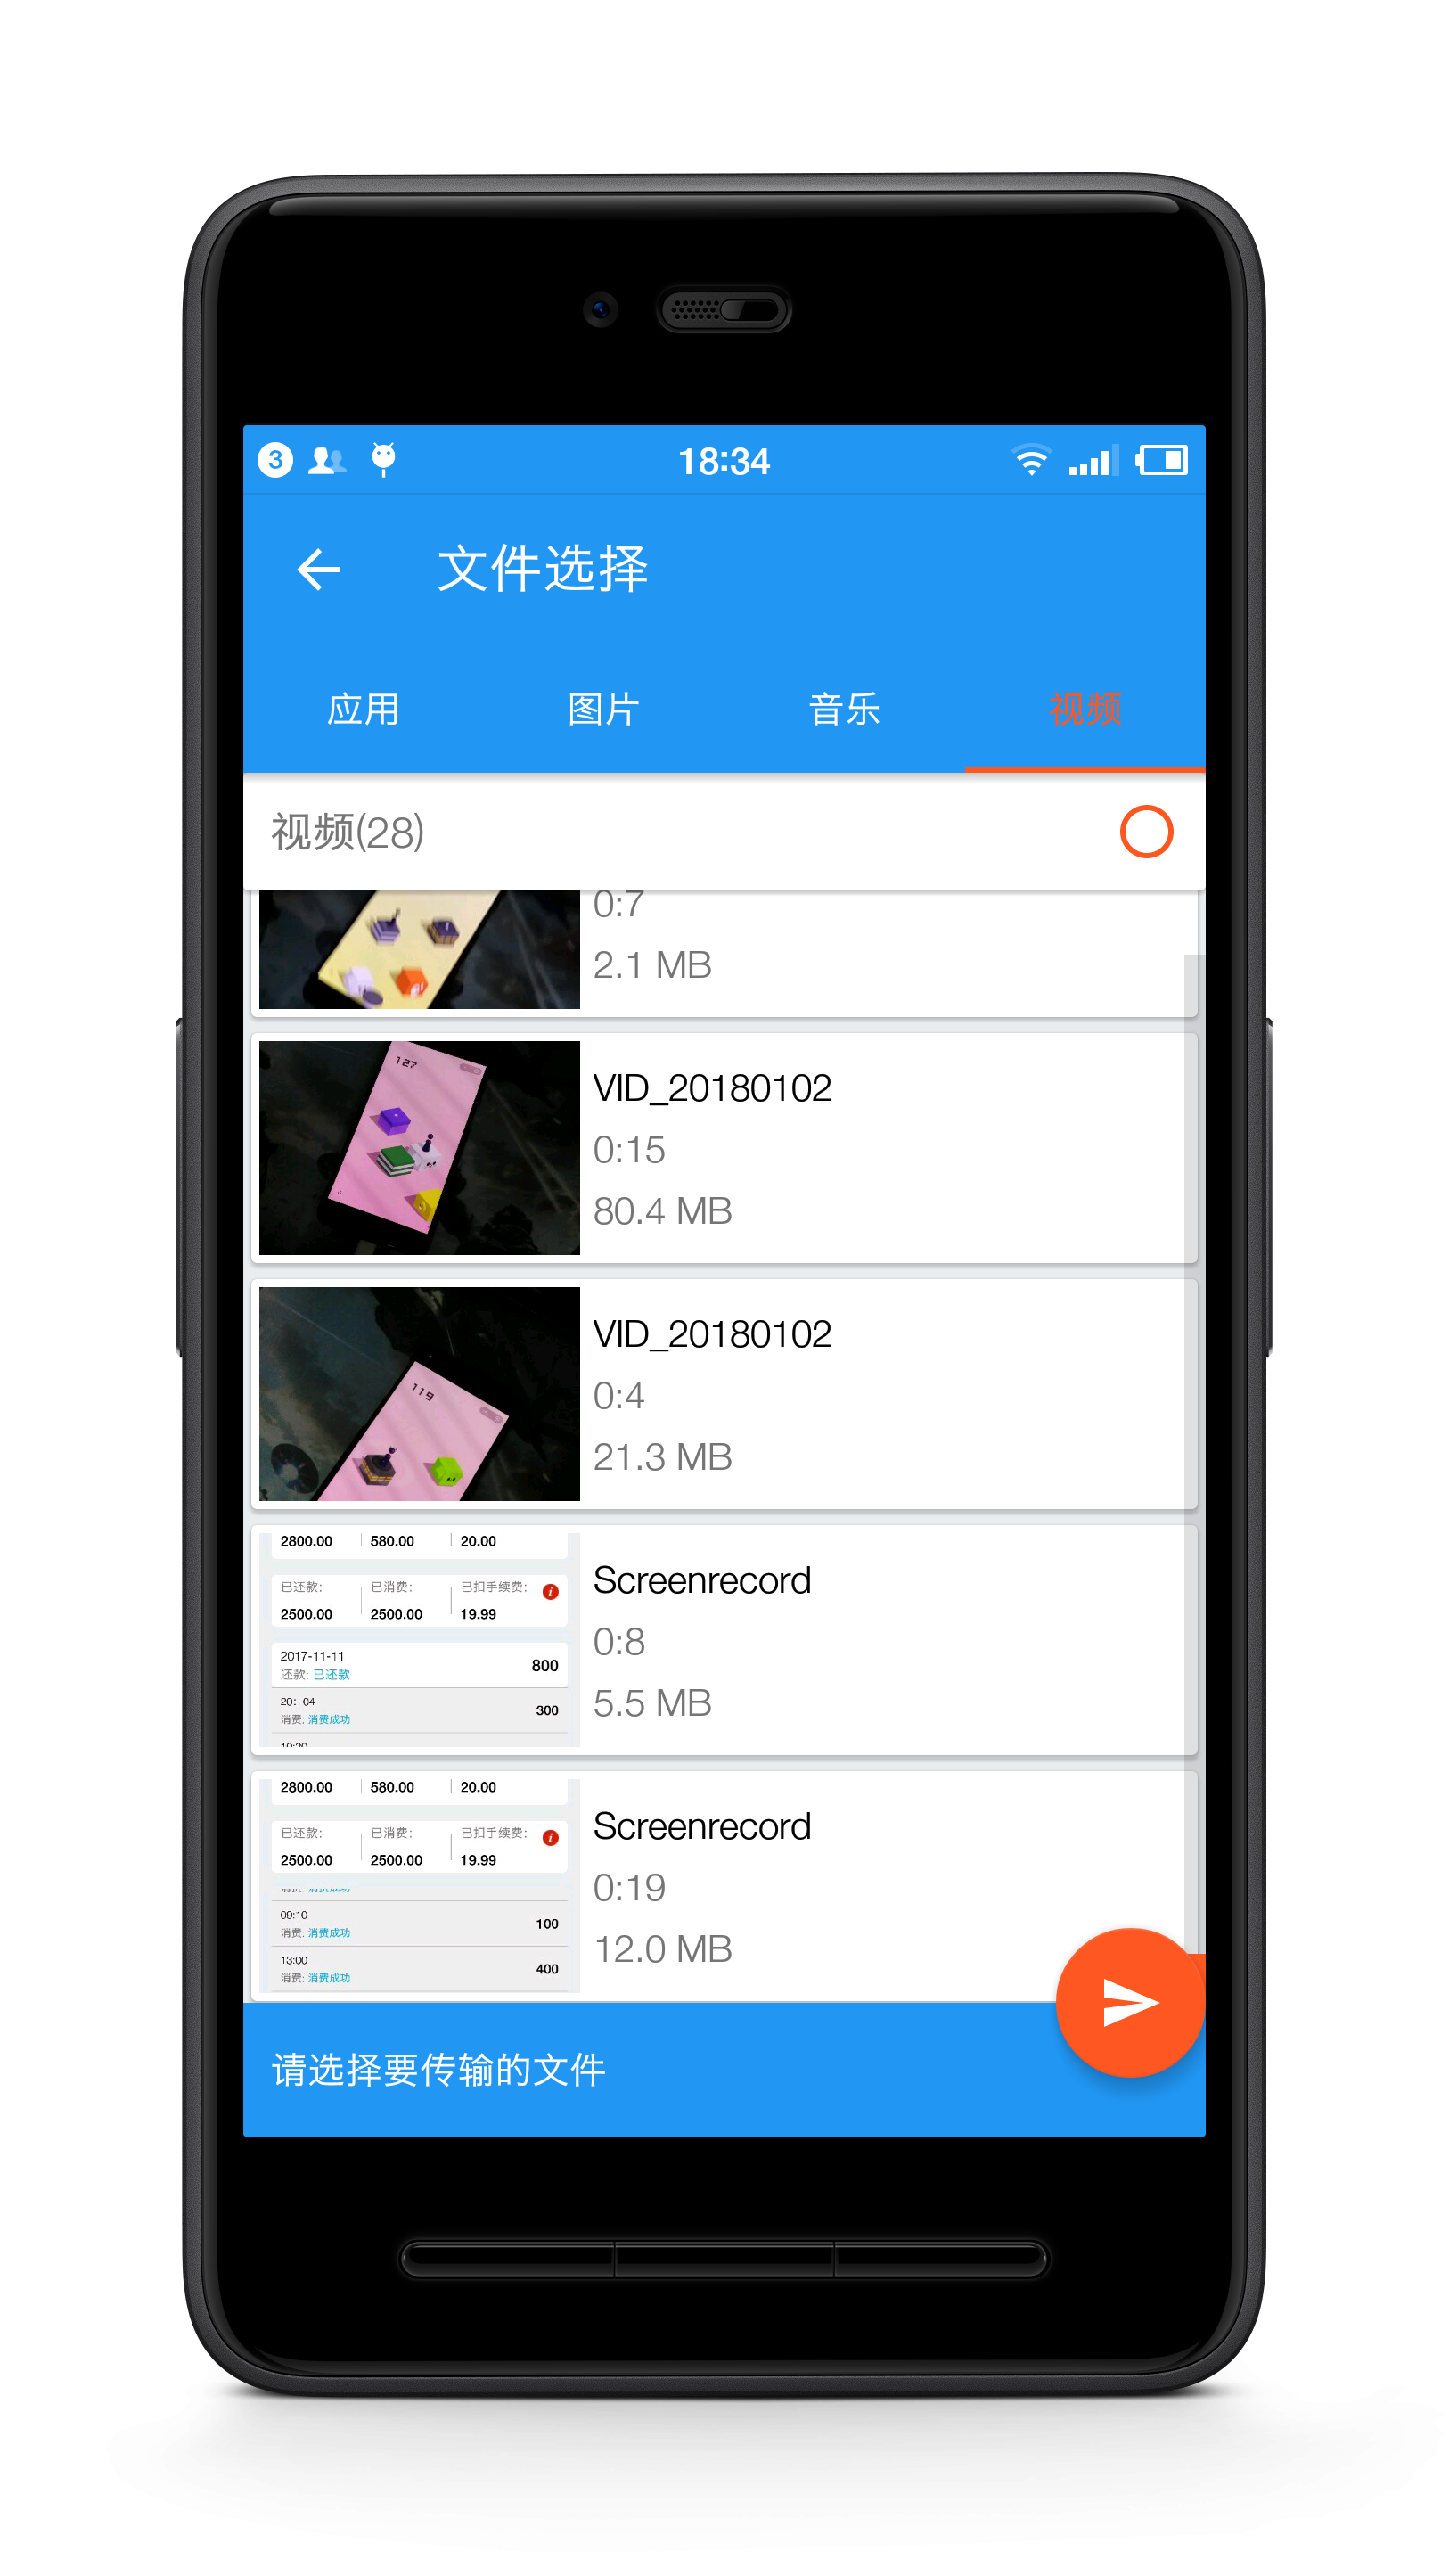 3
18:34
文件选择
应用 图片 音乐 视频
视频(28)
0:7
2.1 MB
127
VID_20180102
0:15
80.4 MB
119
VID_20180102
0:4
21.3 MB
2800.00 580.00 20.00
已还款: 已消费: 已扣手续费: i
2500.00 2500.00 19.99
2017-11-11
还款: 已还款 800
20: 04
消费: 消费成功 300
Screenrecord
0:8
5.5 MB
2800.00 580.00 20.00
已还款: 已消费: 已扣手续费: i
2500.00 2500.00 19.99
09:10
消费: 消费成功 100
13:00
消费: 消费成功 400
Screenrecord
0:19
12.0 MB
请选择要传输的文件